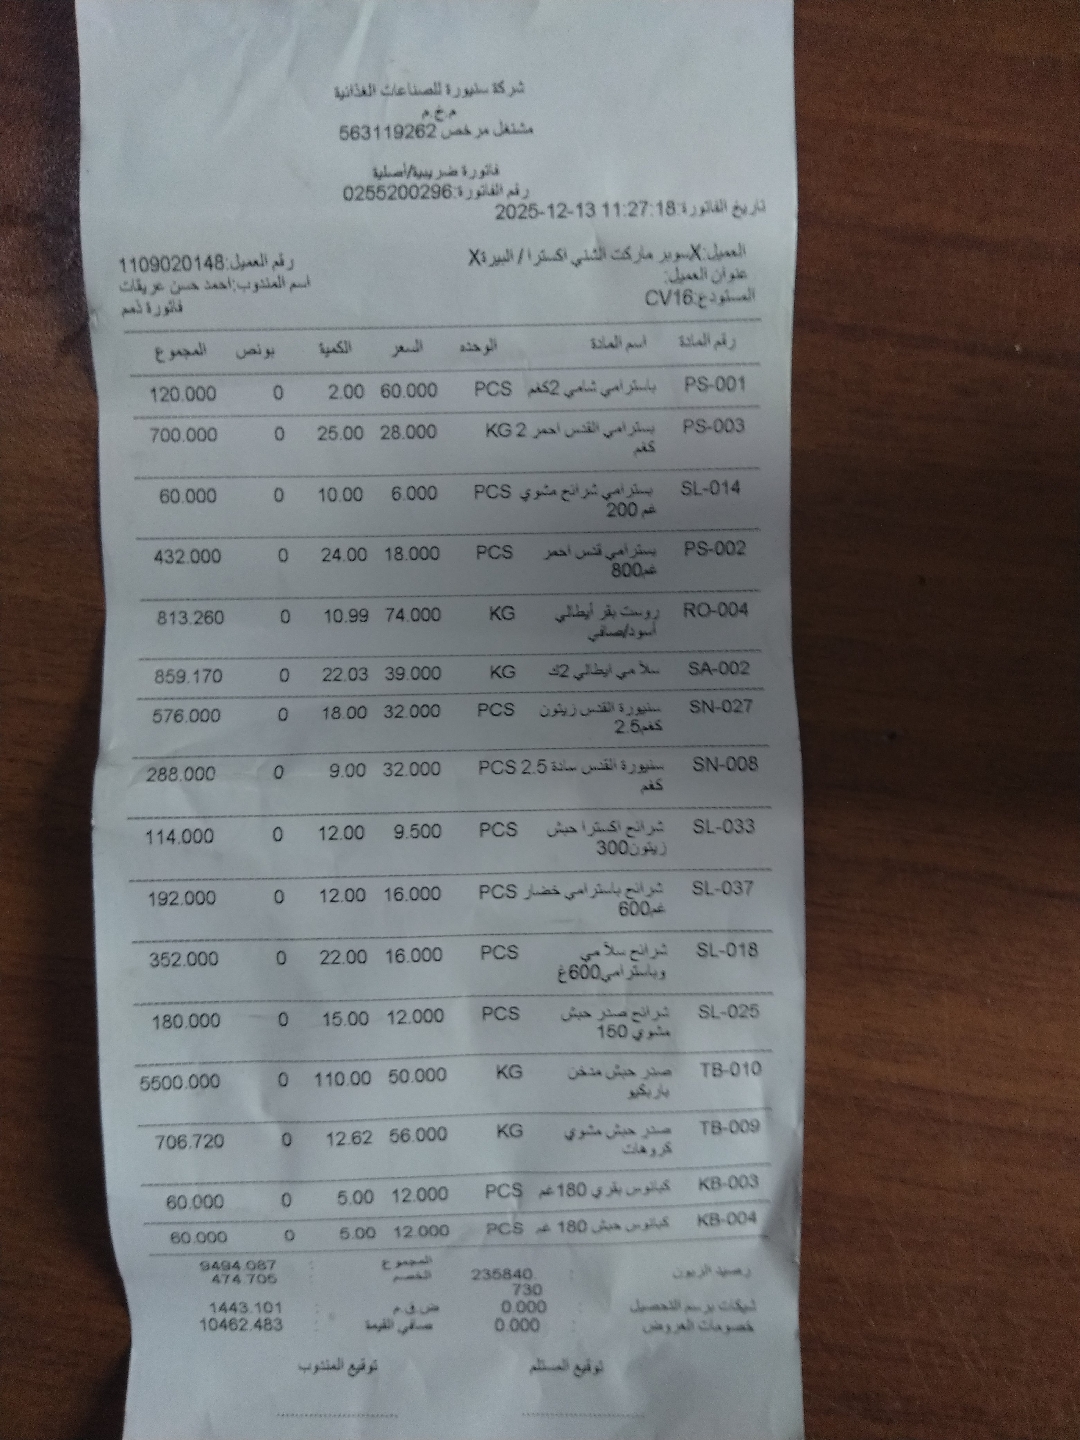 شركة سنيورة للصناعات الغذائية
م.خ.م
مشتغل مرخص 563119262
فاتورة ضريبية/أصلية
رقم الفاتورة:0255200296
تاريخ الفاتورة:2025-12-13 11:27:18
العميل:Xسوبر ماركت الشني اكسترا / البيرةX رقم العميل:1109020148
عنوان العميل: اسم المندوب:احمد حسن عريقات
المستودع:CV16 فاتورة ذمم
رقم المادة اسم المادة الوحده السعر الكمية بونص المجموع
PS-001 باسترامي شامي 2كغم PCS 60.000 2.00 0 120.000
PS-003 بسترامي القدس احمر 2 KG 28.000 25.00 0 700.000
كغم
SL-014 بسترامي شرائح مشوي PCS 6.000 10.00 0 60.000
200 غم
PS-002 بسترامي قدس احمر PCS 18.000 24.00 0 432.000
800غم
RO-004 روست بقر أيطالي KG 74.000 10.99 0 813.260
أسود/صافي
SA-002 سلامي ايطالي 2ك KG 39.000 22.03 0 859.170
SN-027 سنيورة القدس زيتون PCS 32.000 18.00 0 576.000
2.5كغم
SN-008 سنيورة القدس سادة 2.5 PCS 32.000 9.00 0 288.000
كغم
SL-033 شرائح اكسترا حبش PCS 9.500 12.00 0 114.000
زيتون300
SL-037 شرائح باسترامي خضار PCS 16.000 12.00 0 192.000
600غم
SL-018 شرائح سلامي PCS 16.000 22.00 0 352.000
وباسترامي600غ
SL-025 شرائح صدر حبش PCS 12.000 15.00 0 180.000
مشوي 150
TB-010 صدر حبش مدخن KG 50.000 110.00 0 5500.000
باربكيو
TB-009 صدر حبش مشوي KG 56.000 12.62 0 706.720
كروهات
KB-003 كبانوس بقري 180غم PCS 12.000 5.00 0 60.000
KB-004 كبانوس حبش 180 غم PCS 12.000 5.00 0 60.000
رصيد الزبون : 235840. المجموع : 9494.087
730 الخصم : 474.705
شيكات برسم التحصيل : 0.000 ض.ق.م : 1443.101
خصومات العروض : 0.000 صافي القيمة : 10462.483
توقيع المستلم توقيع المندوب